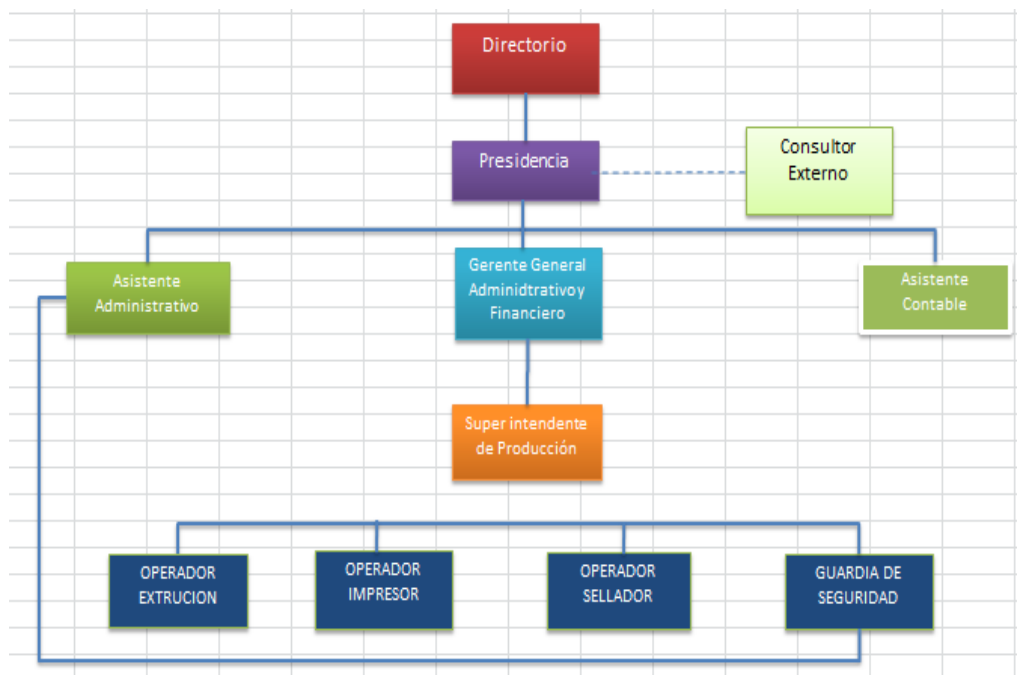 Directorio
Presidencia
Consultor
Externo
Asistente
Administrativo
Gerente General
Adminidtrativo y
Financiero
Asistente
Contable
Super intendente
de Producción
OPERADOR
EXTRUCION
OPERADOR
IMPRESOR
OPERADOR
SELLADOR
GUARDIA DE
SEGURIDAD